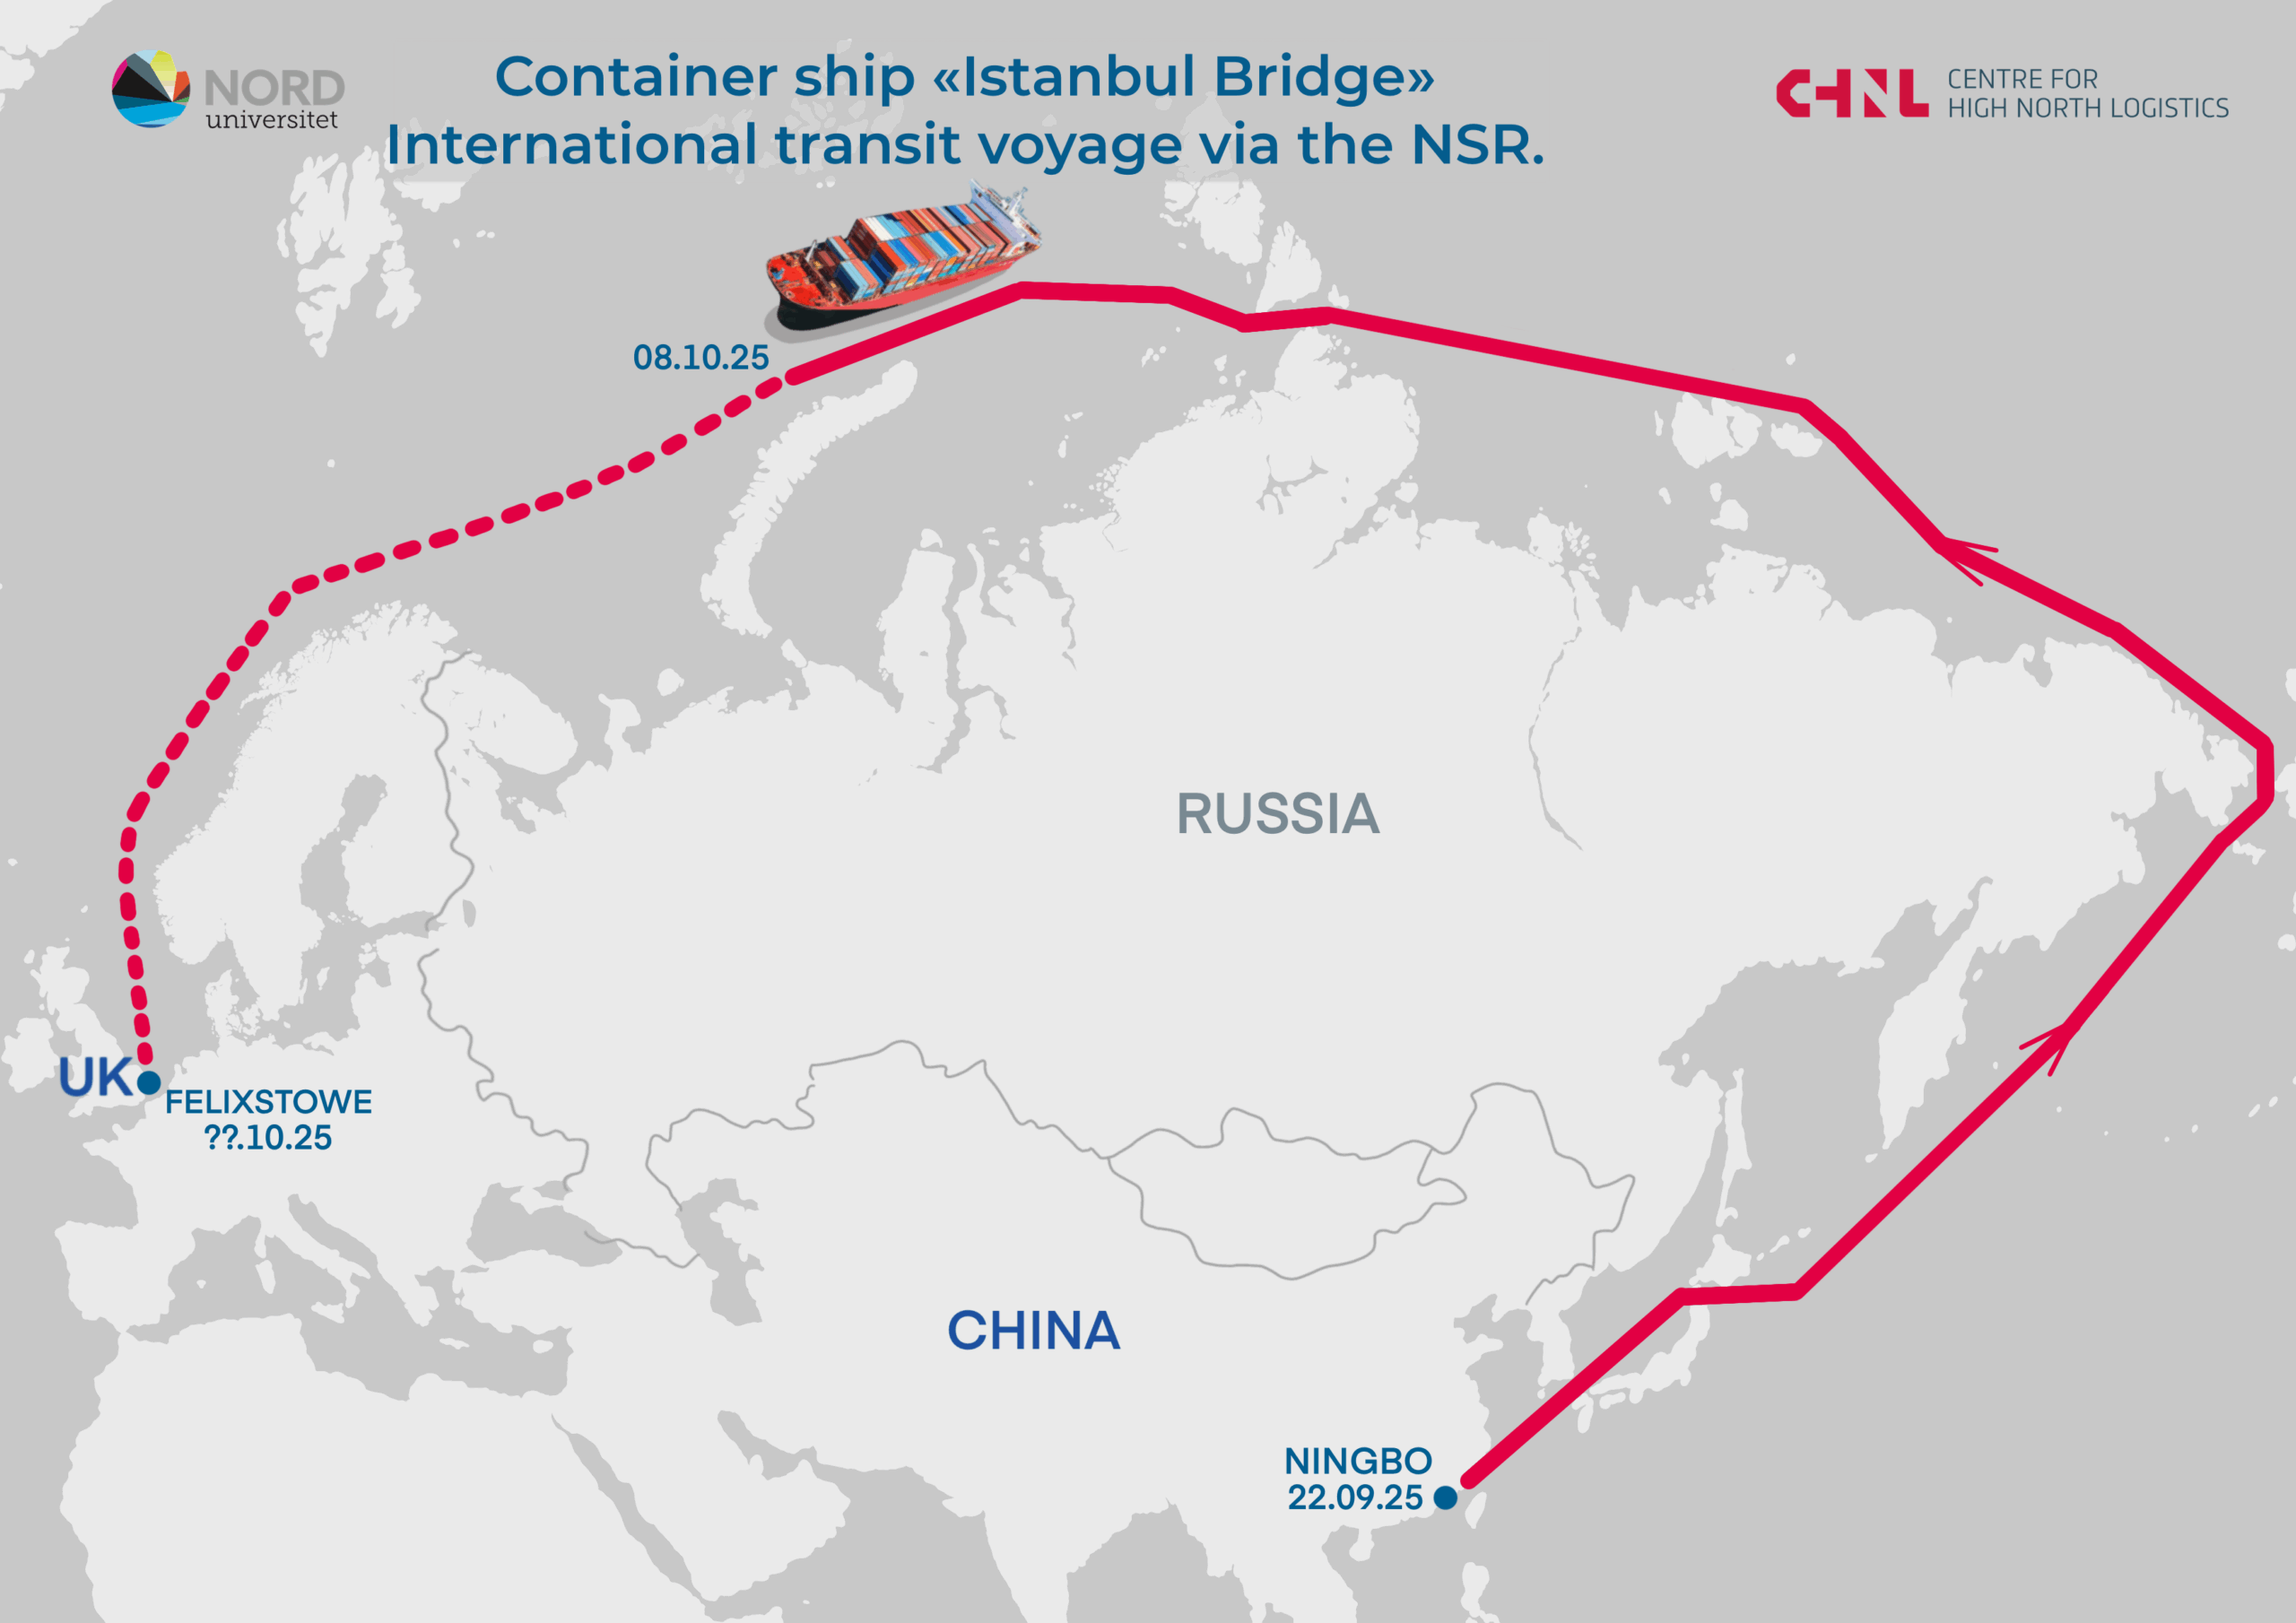 NORD
universitet
Container ship «Istanbul Bridge»
International transit voyage via the NSR.
CHNL
CENTRE FOR
HIGH NORTH LOGISTICS
08.10.25
RUSSIA
UK
FELIXSTOWE
??.10.25
CHINA
NINGBO
22.09.25